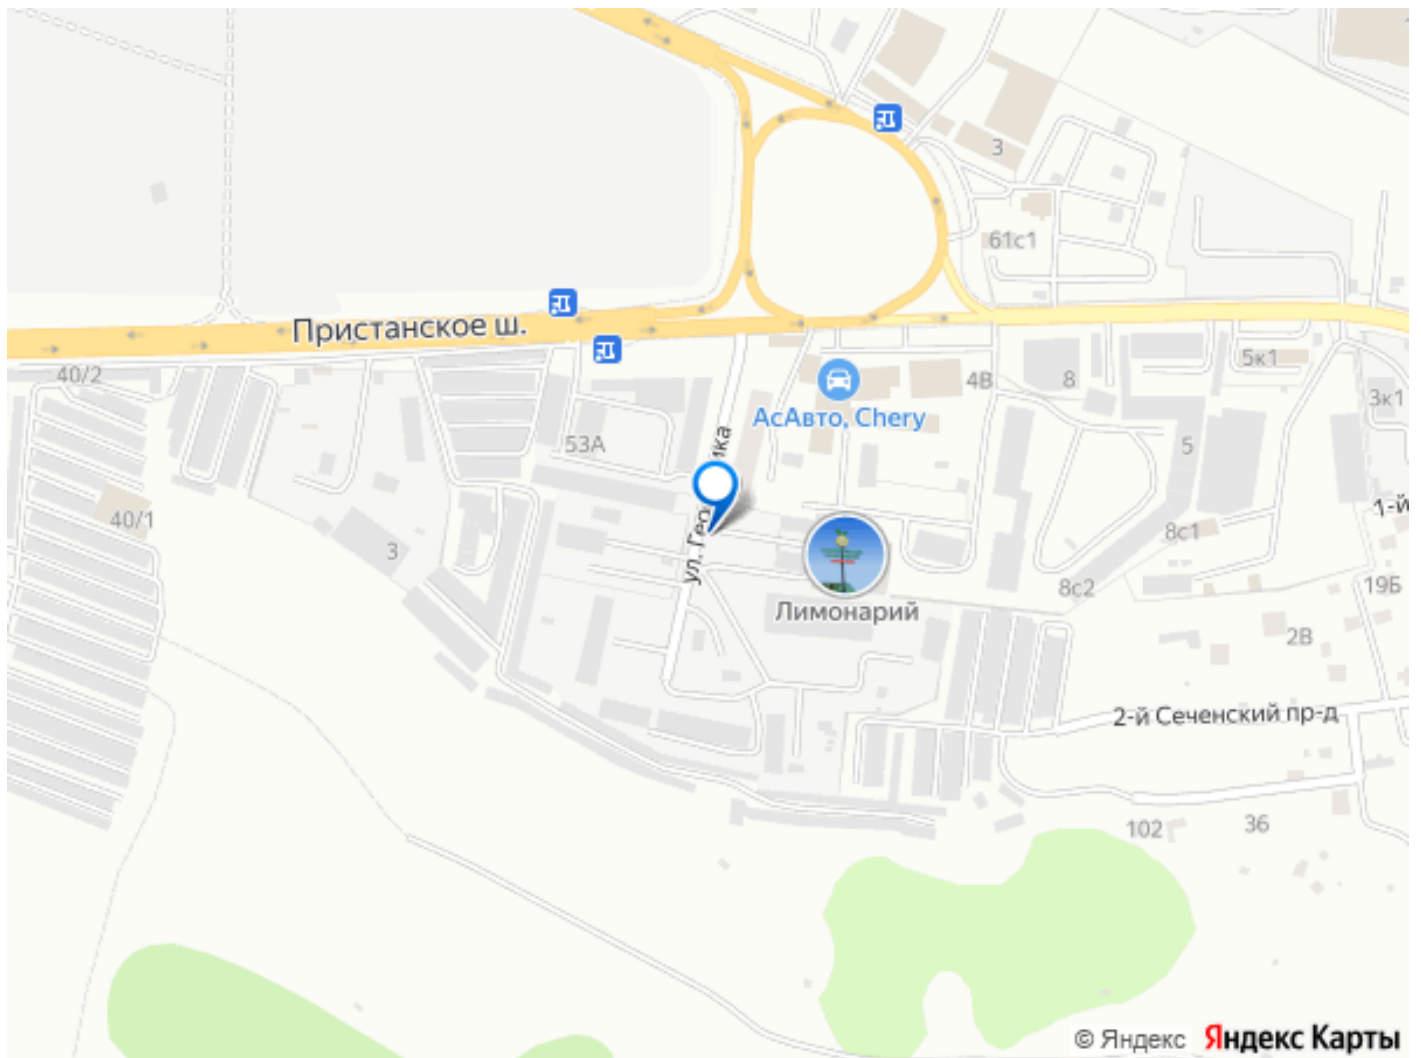 3
61с1
Пристанское ш.
40/2
5к1
4В
8
3к1
АсАвто, Chery
53А
5
1-й
40/1
8с1
3
8с2
19Б
Лимонарий
2В
2-й Сеченский пр-д
102
36
© Яндекс Яндекс Карты